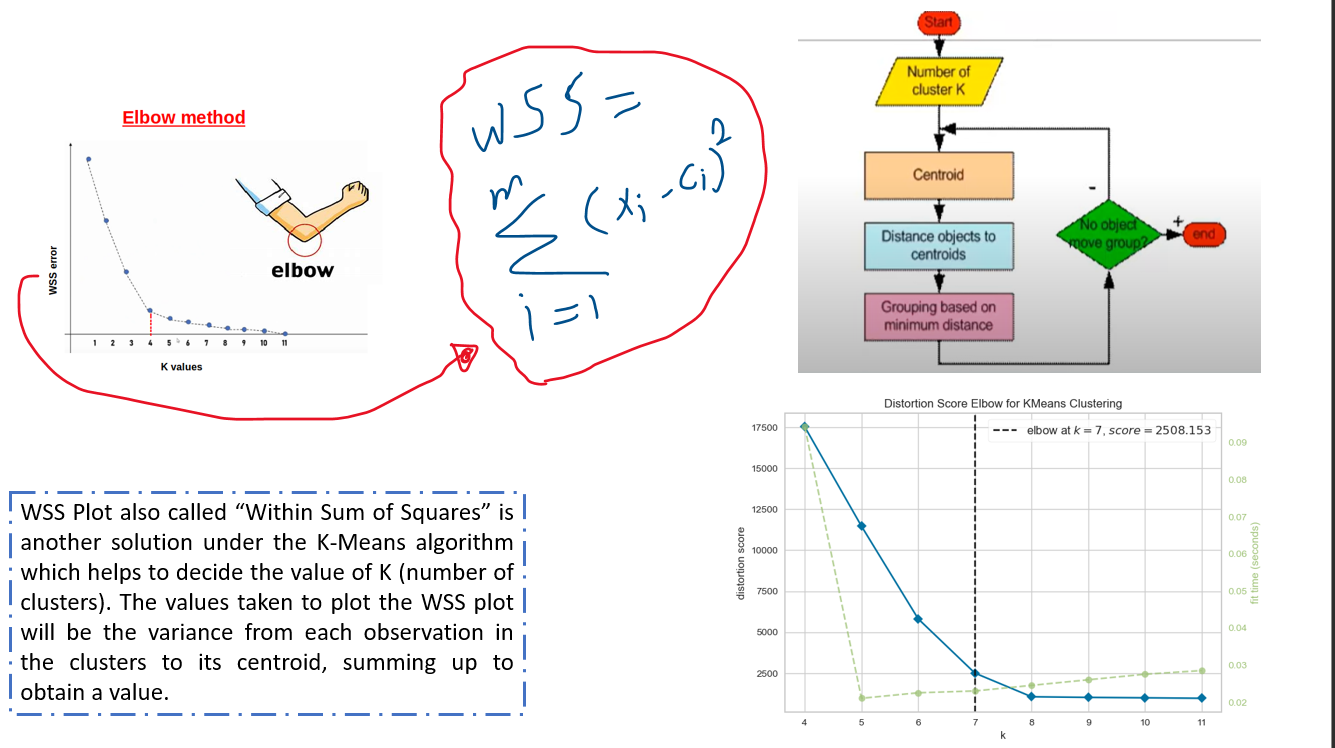 Elbow method
WSS error
elbow
1 2 3 4 5 6 7 8 9 10 11
K values
WSS =
m
∑ (xi - ci)²
i = 1
Start
Number of
cluster K
Centroid
Distance objects to
centroids
Grouping based on
minimum distance
No object
move group?
-
+
end
WSS Plot also called “Within Sum of Squares” is
another solution under the K-Means algorithm
which helps to decide the value of K (number of
clusters). The values taken to plot the WSS plot
will be the variance from each observation in
the clusters to its centroid, summing up to
obtain a value.
Distortion Score Elbow for KMeans Clustering
elbow at k = 7, score = 2508.153
distortion score
17500
15000
12500
10000
7500
5000
2500
0.09
0.08
0.07
0.06
0.05
0.04
0.03
0.02
fit time (seconds)
4 5 6 7 8 9 10 11
k